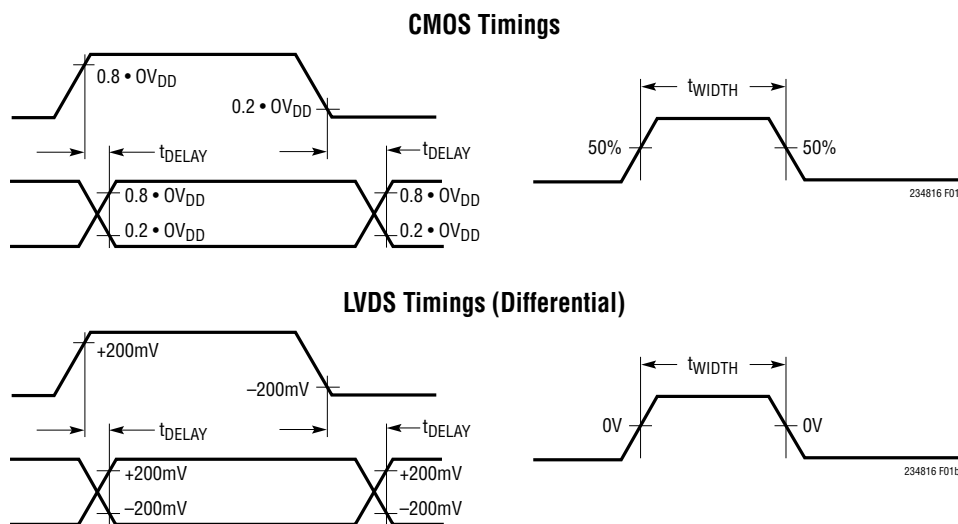 CMOS Timings
0.8 • OVDD
0.2 • OVDD
tDELAY
tDELAY
0.8 • OVDD
0.2 • OVDD
0.8 • OVDD
0.2 • OVDD
tWIDTH
50%
50%
234816 F01
LVDS Timings (Differential)
+200mV
–200mV
tDELAY
tDELAY
+200mV
–200mV
+200mV
–200mV
tWIDTH
0V
0V
234816 F01b